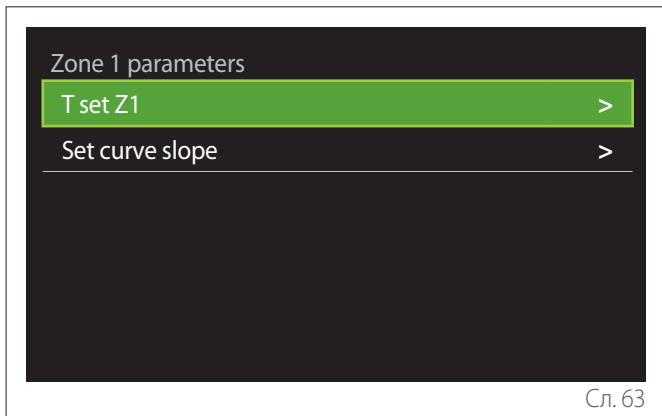 Zone 1 parameters
T set Z1 >
Set curve slope >
Сл. 63